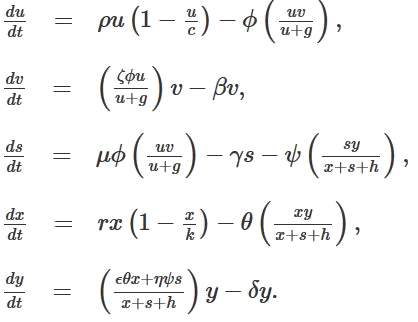 du/dt = ρu (1 − u/c) − ϕ (uv/(u+g)),
dv/dt = (ζϕu/(u+g)) v − βv,
ds/dt = μϕ (uv/(u+g)) − γs − ψ (sy/(x+s+h)),
dx/dt = rx (1 − x/k) − θ (xy/(x+s+h)),
dy/dt = ((ϵθx+ηψs)/(x+s+h)) y − δy.